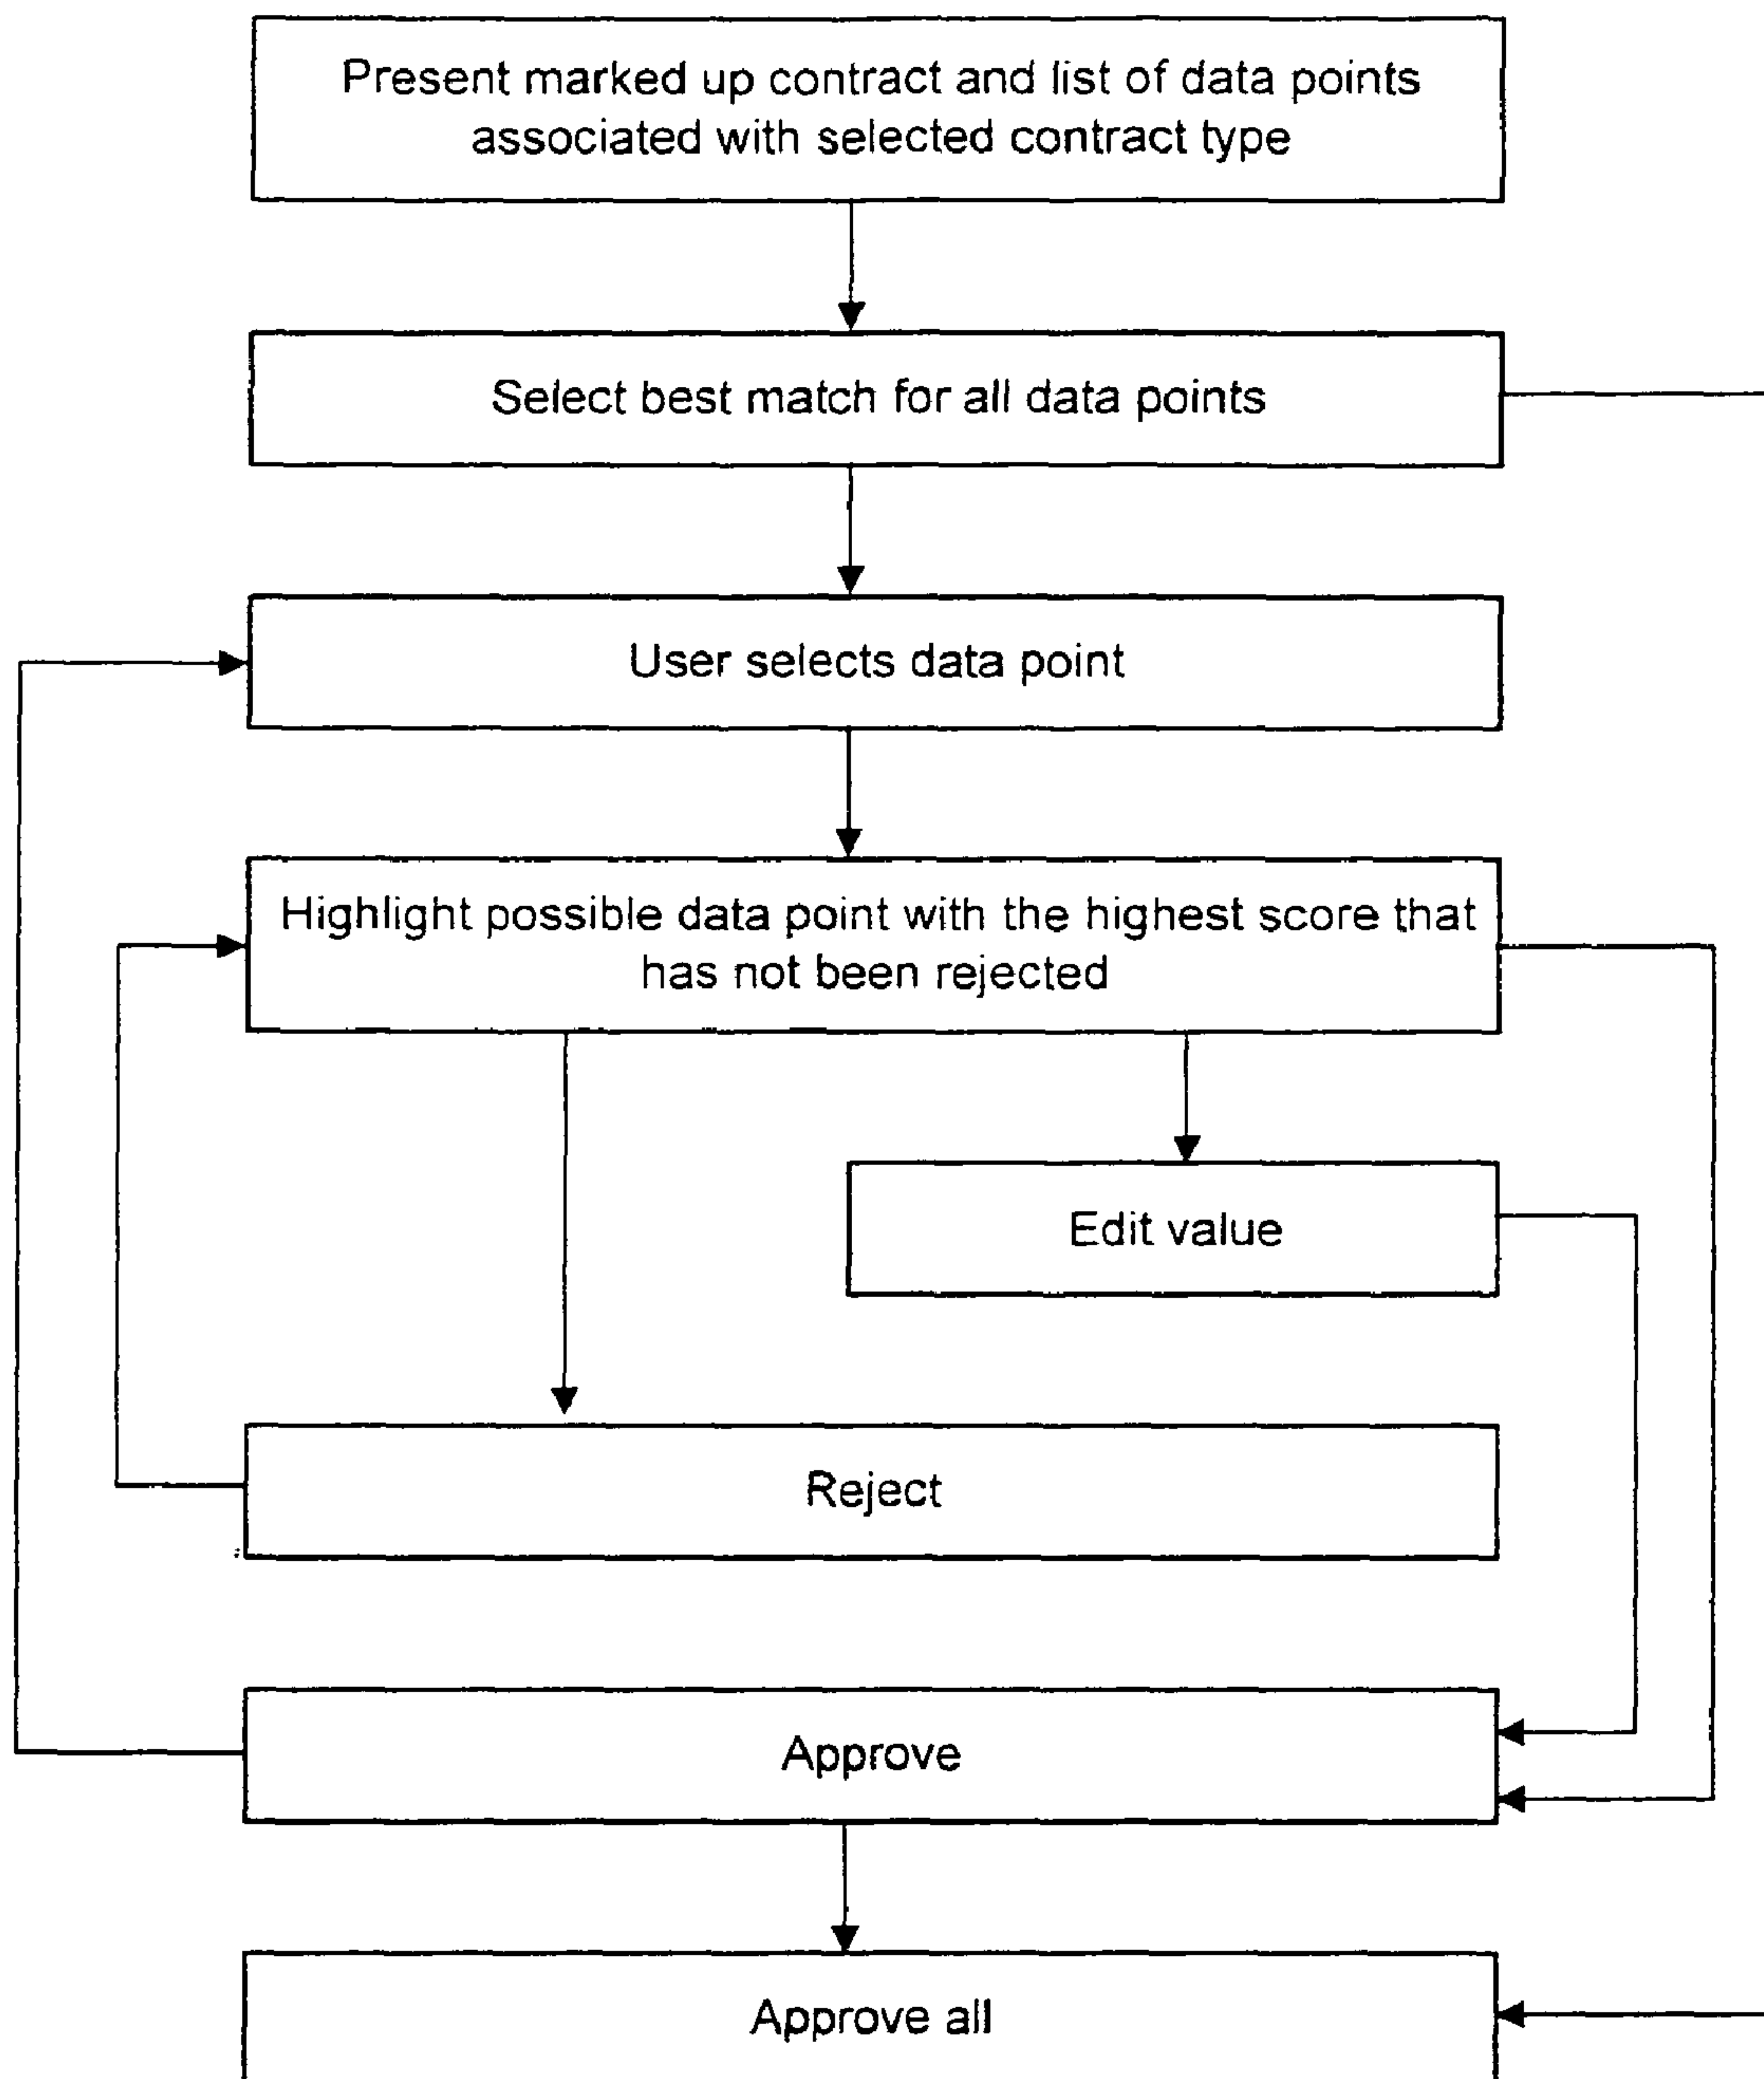 Present marked up contract and list of data points
associated with selected contract type
Select best match for all data points
User selects data point
Highlight possible data point with the highest score that
has not been rejected
Edit value
Reject
Approve
Approve all